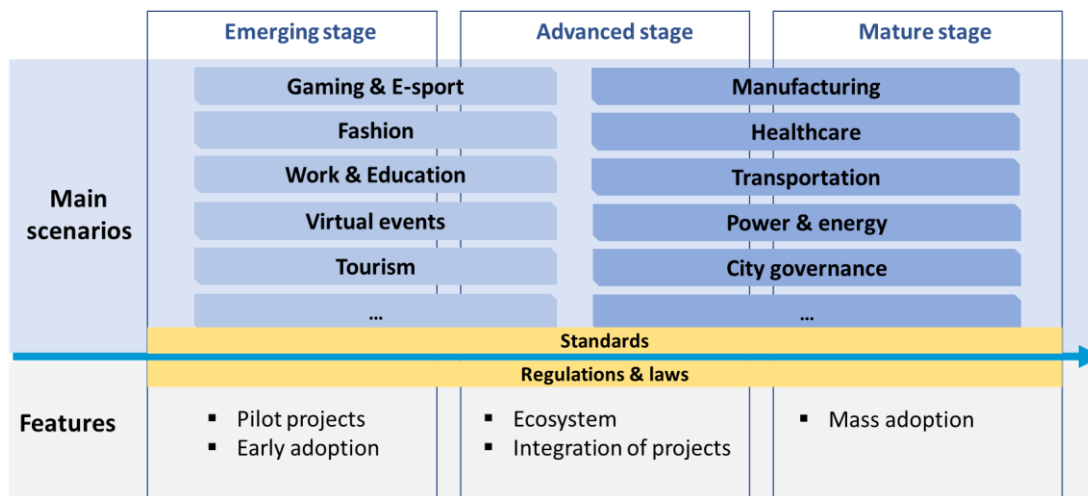 Emerging stage
Advanced stage
Mature stage
Main
scenarios
Gaming & E-sport
Fashion
Work & Education
Virtual events
Tourism
...
Manufacturing
Healthcare
Transportation
Power & energy
City governance
...
Standards
Regulations & laws
Features
▪ Pilot projects
▪ Early adoption
▪ Ecosystem
▪ Integration of projects
▪ Mass adoption